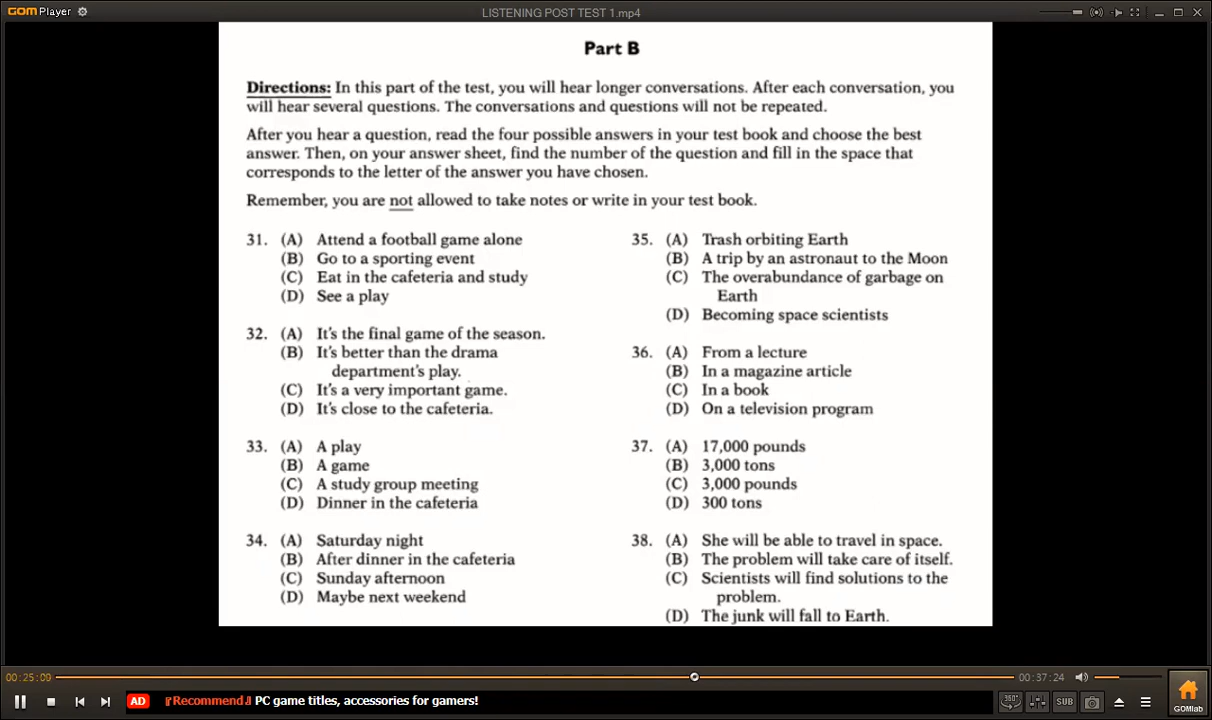 GOM Player
LISTENING POST TEST 1.mp4
Part B
Directions: In this part of the test, you will hear longer conversations. After each conversation, you
will hear several questions. The conversations and questions will not be repeated.
After you hear a question, read the four possible answers in your test book and choose the best
answer. Then, on your answer sheet, find the number of the question and fill in the space that
corresponds to the letter of the answer you have chosen.
Remember, you are not allowed to take notes or write in your test book.
31. (A) Attend a football game alone
(B) Go to a sporting event
(C) Eat in the cafeteria and study
(D) See a play
32. (A) It's the final game of the season.
(B) It's better than the drama
department's play.
(C) It's a very important game.
(D) It's close to the cafeteria.
33. (A) A play
(B) A game
(C) A study group meeting
(D) Dinner in the cafeteria
34. (A) Saturday night
(B) After dinner in the cafeteria
(C) Sunday afternoon
(D) Maybe next weekend
35. (A) Trash orbiting Earth
(B) A trip by an astronaut to the Moon
(C) The overabundance of garbage on
Earth
(D) Becoming space scientists
36. (A) From a lecture
(B) In a magazine article
(C) In a book
(D) On a television program
37. (A) 17,000 pounds
(B) 3,000 tons
(C) 3,000 pounds
(D) 300 tons
38. (A) She will be able to travel in space.
(B) The problem will take care of itself.
(C) Scientists will find solutions to the
problem.
(D) The junk will fall to Earth.
00:25:09
00:37:24
AD 『Recommend』 PC game titles, accessories for gamers!
360°
SUB
GOMlab